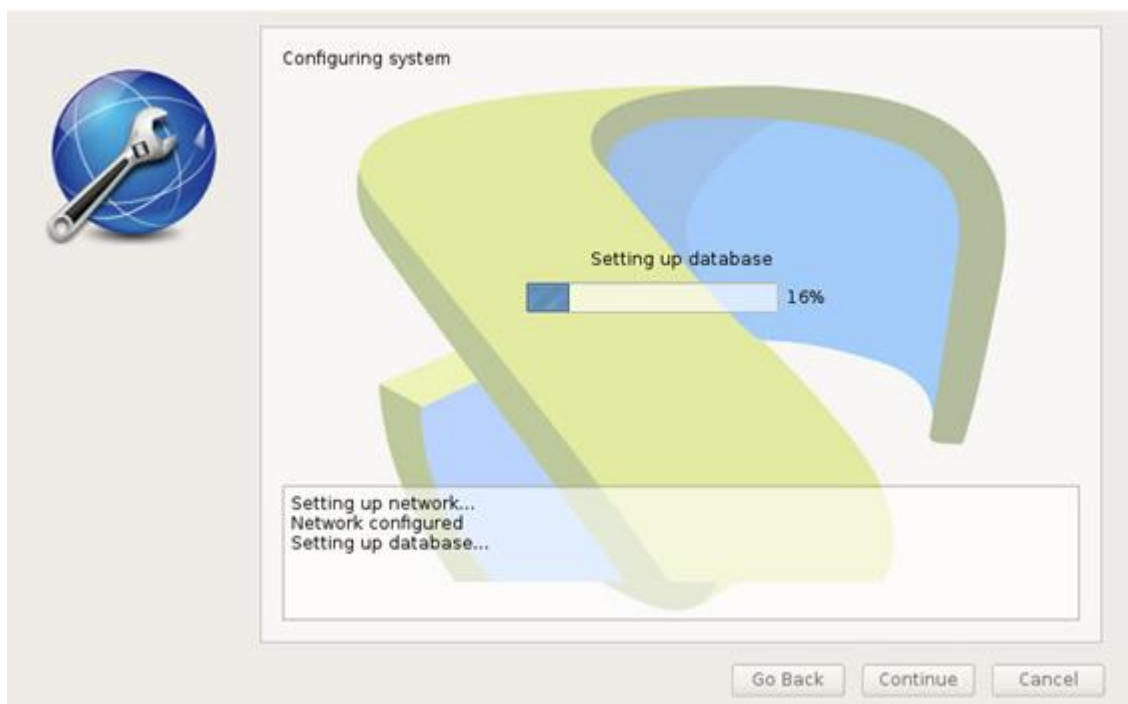 Configuring system
Setting up database
16%
Setting up network...
Network configured
Setting up database...
Go Back
Continue
Cancel